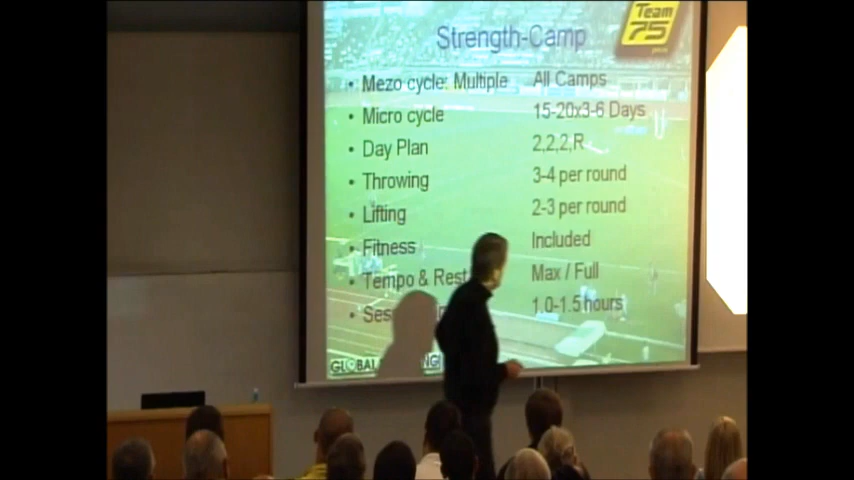 Team
75
Strength-Camp
• Mezo cycle: Multiple All Camps
• Micro cycle 15-20x3-6 Days
• Day Plan 2,2,2,R
• Throwing 3-4 per round
• Lifting 2-3 per round
• Fitness Included
• Tempo & Rest Max / Full
• Ses 1.0-1.5 hours
GLOBAL